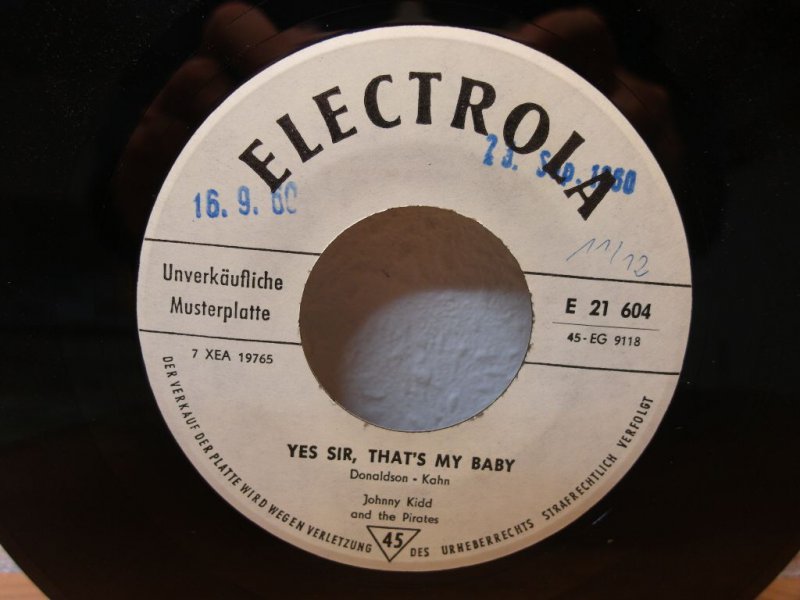 ELECTROLA
16. 9. 60
23. Sep. 1960
11/12
Unverkäufliche
Musterplatte
E 21 604
45-EG 9118
7 XEA 19765
YES SIR, THAT'S MY BABY
Donaldson - Kahn
Johnny Kidd
and the Pirates
45
DER VERKAUF DER PLATTE WIRD WEGEN VERLETZUNG DES URHEBERRECHTS STRAFRECHTLICH VERFOLGT